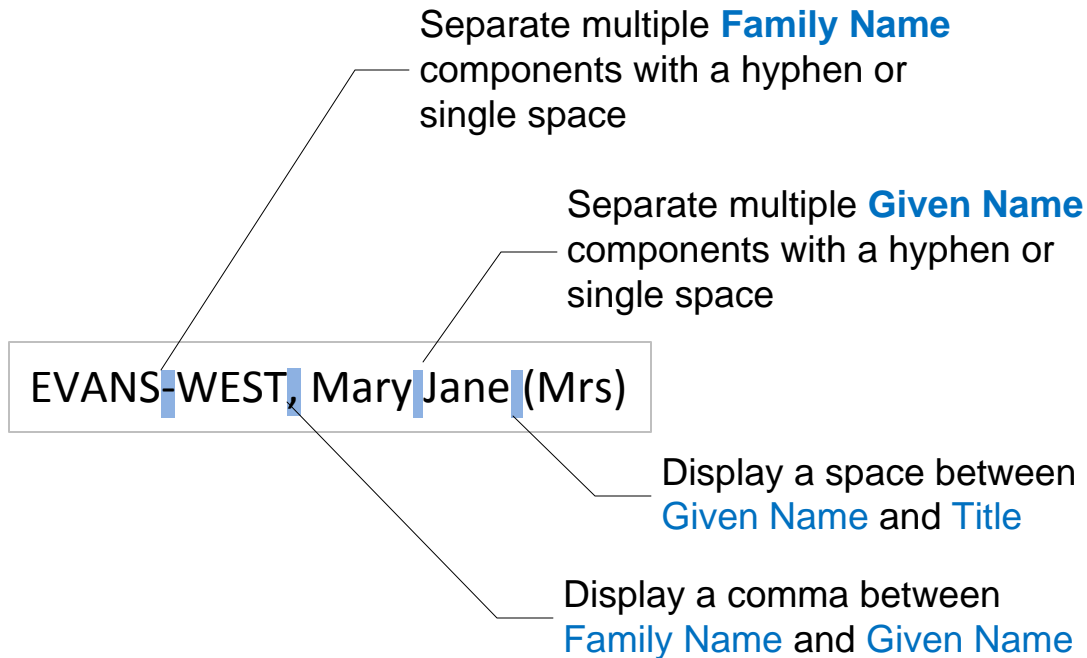 Separate multiple Family Name
components with a hyphen or
single space
Separate multiple Given Name
components with a hyphen or
single space
EVANS-WEST, Mary Jane (Mrs)
Display a space between
Given Name and Title
Display a comma between
Family Name and Given Name